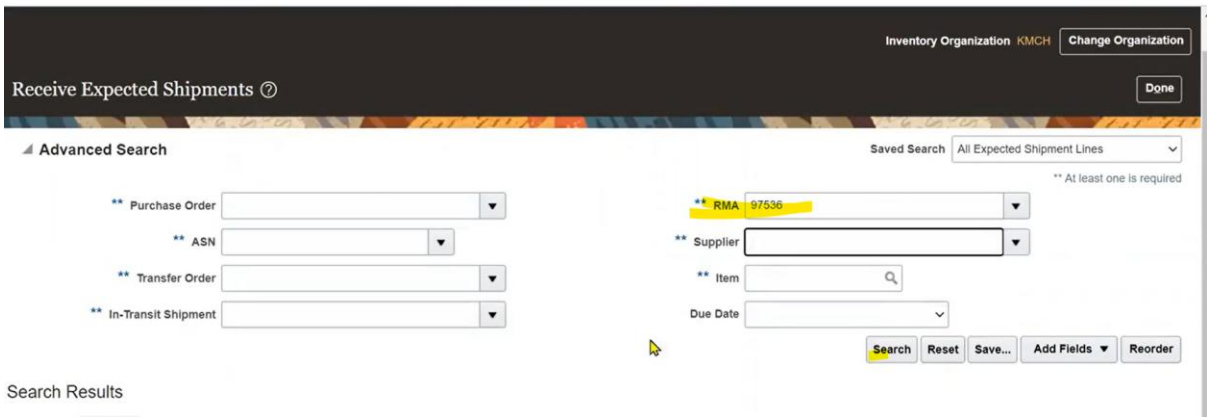 Inventory Organization KMCH Change Organization
Receive Expected Shipments
Done
Advanced Search
Saved Search All Expected Shipment Lines
** At least one is required
** Purchase Order
** RMA 97536
** ASN
** Supplier
** Transfer Order
** Item
** In-Transit Shipment
Due Date
Search Reset Save... Add Fields Reorder
Search Results